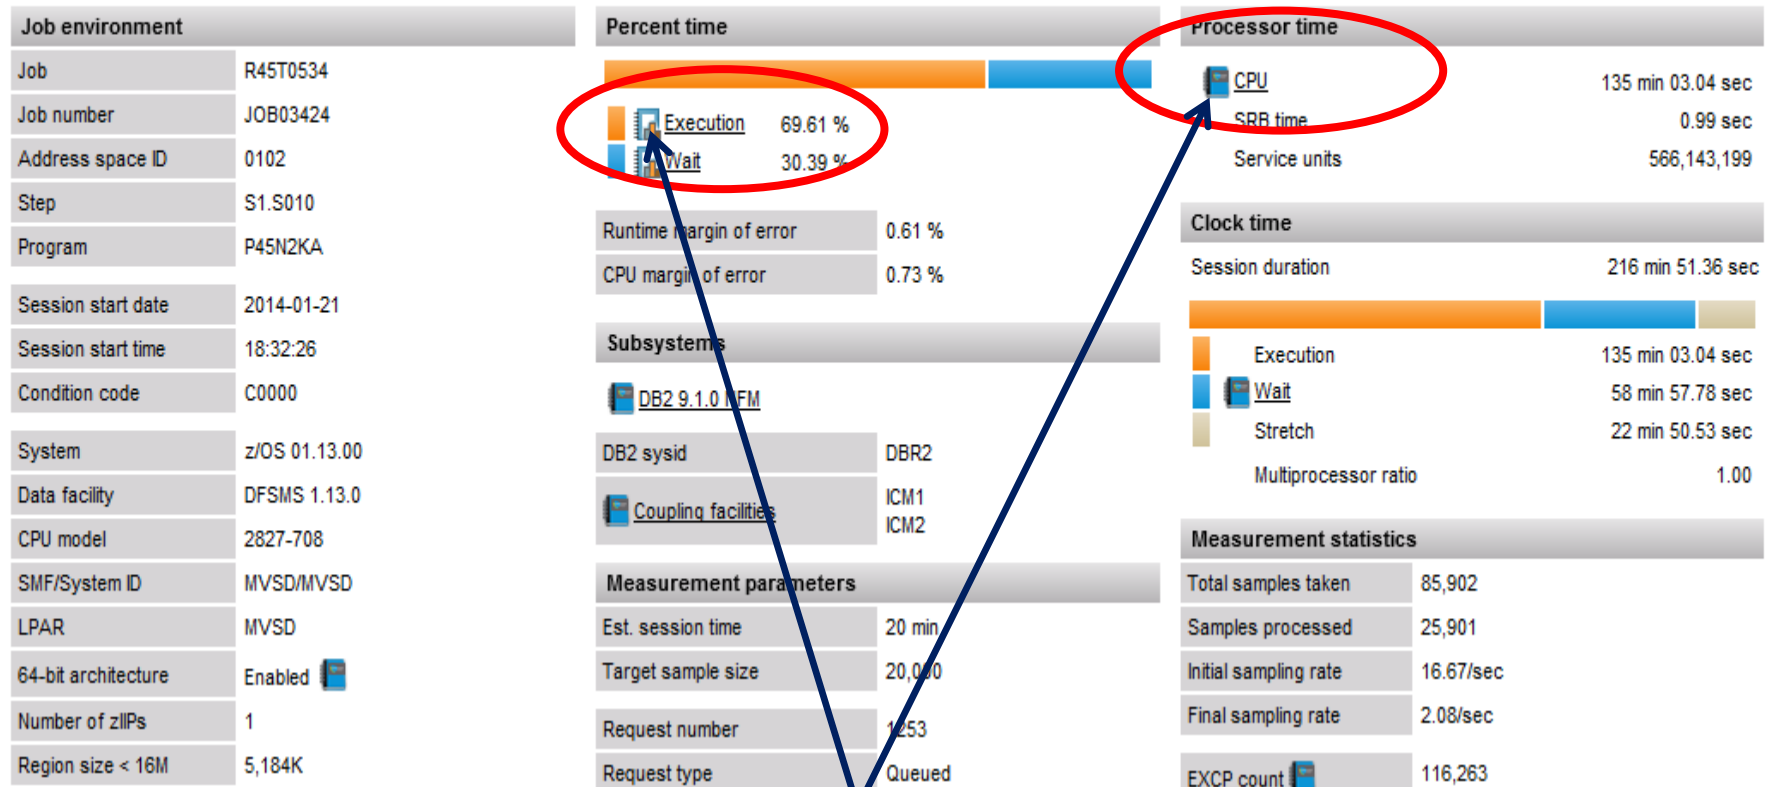 Job environment
Job R45T0534
Job number JOB03424
Address space ID 0102
Step S1.S010
Program P45N2KA
Session start date 2014-01-21
Session start time 18:32:26
Condition code C0000
System z/OS 01.13.00
Data facility DFSMS 1.13.0
CPU model 2827-708
SMF/System ID MVSD/MVSD
LPAR MVSD
64-bit architecture Enabled
Number of zIIPs 1
Region size < 16M 5,184K
Percent time
Execution 69.61 %
Wait 30.39 %
Runtime margin of error 0.61 %
CPU margin of error 0.73 %
Subsystems
DB2 9.1.0 NFM
DB2 sysid DBR2
Coupling facilities ICM1
ICM2
Measurement parameters
Est. session time 20 min
Target sample size 20,000
Request number 1253
Request type Queued
Processor time
CPU 135 min 03.04 sec
SRB time 0.99 sec
Service units 566,143,199
Clock time
Session duration 216 min 51.36 sec
Execution 135 min 03.04 sec
Wait 58 min 57.78 sec
Stretch 22 min 50.53 sec
Multiprocessor ratio 1.00
Measurement statistics
Total samples taken 85,902
Samples processed 25,901
Initial sampling rate 16.67/sec
Final sampling rate 2.08/sec
EXCP count 116,263